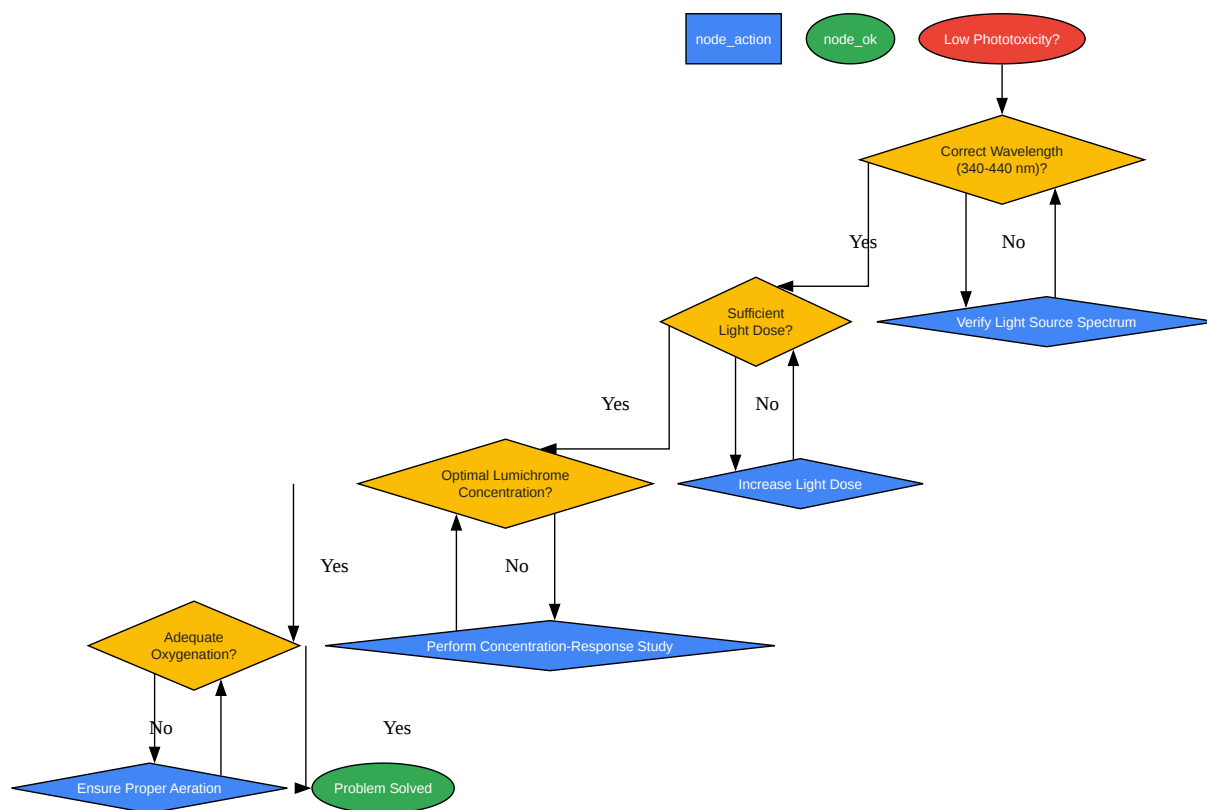 node_action
node_ok
Low Phototoxicity?
Correct Wavelength
(340-440 nm)?
Yes
No
Sufficient
Light Dose?
Verify Light Source Spectrum
Yes
No
Optimal Lumichrome
Concentration?
Increase Light Dose
Yes
No
Adequate
Oxygenation?
Perform Concentration-Response Study
No
Yes
Ensure Proper Aeration
Problem Solved